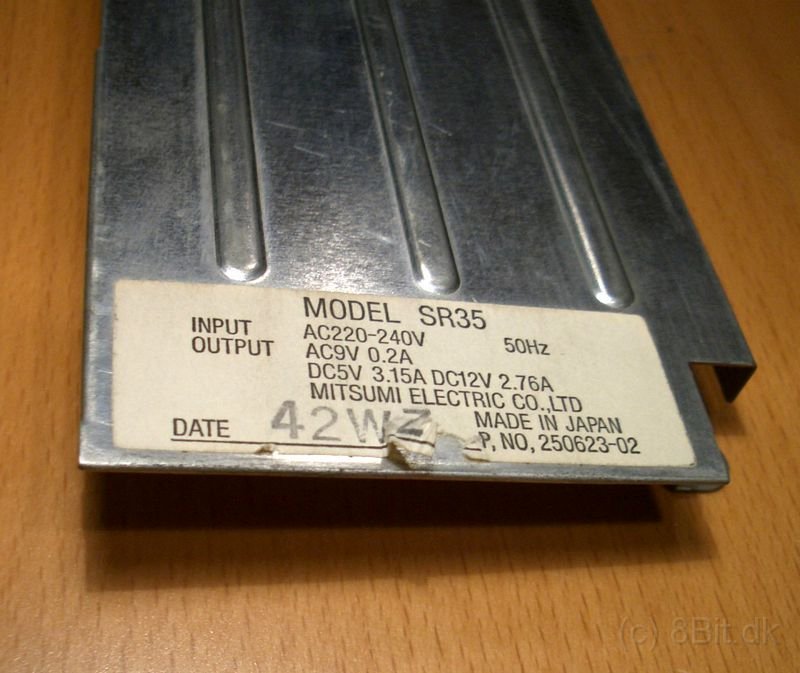 MODEL SR35
INPUT AC220-240V 50Hz
OUTPUT AC9V 0.2A
DC5V 3.15A DC12V 2.76A
MITSUMI ELECTRIC CO.,LTD
DATE 42WZ MADE IN JAPAN
P, NO, 250623-02
(c) 8Bit.dk